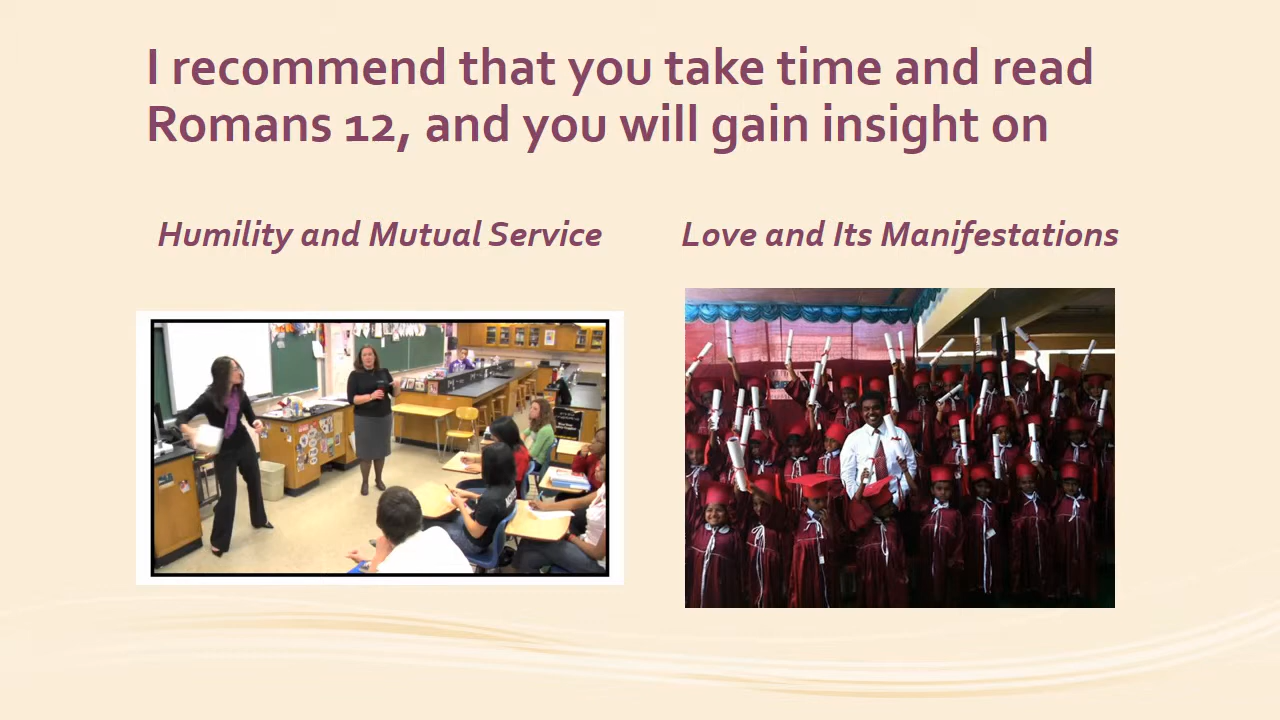 I recommend that you take time and read
Romans 12, and you will gain insight on
Humility and Mutual Service
Love and Its Manifestations